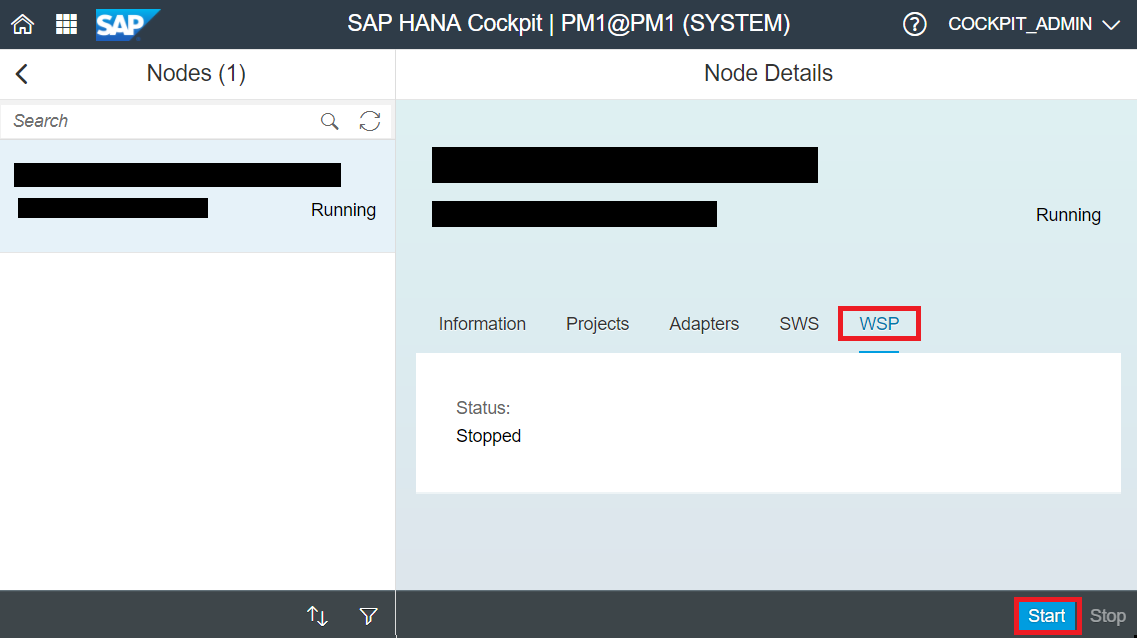 SAP
SAP HANA Cockpit | PM1@PM1 (SYSTEM)
COCKPIT_ADMIN
Nodes (1)
Node Details
Search
Running
Running
Information
Projects
Adapters
SWS
WSP
Status:
Stopped
Start
Stop